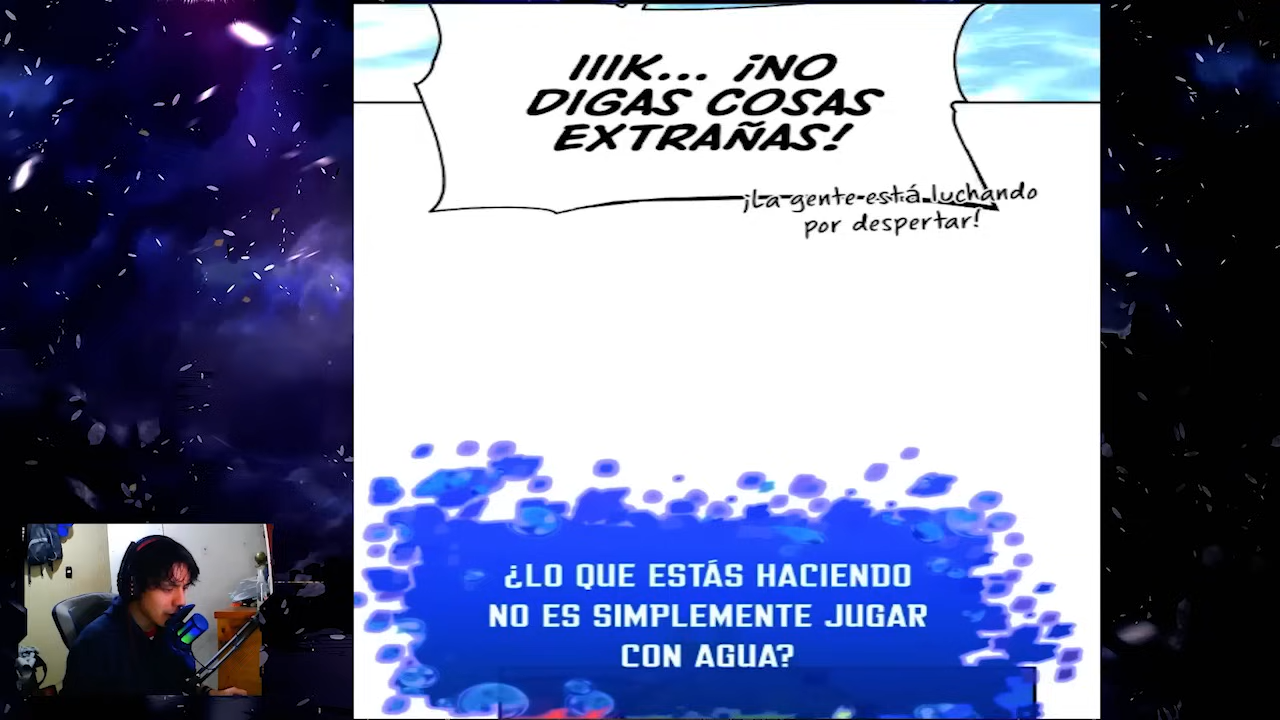 IIIK... ¡NO
DIGAS COSAS
EXTRAÑAS!
¡La gente está luchando
por despertar!
¿LO QUE ESTÁS HACIENDO
NO ES SIMPLEMENTE JUGAR
CON AGUA?